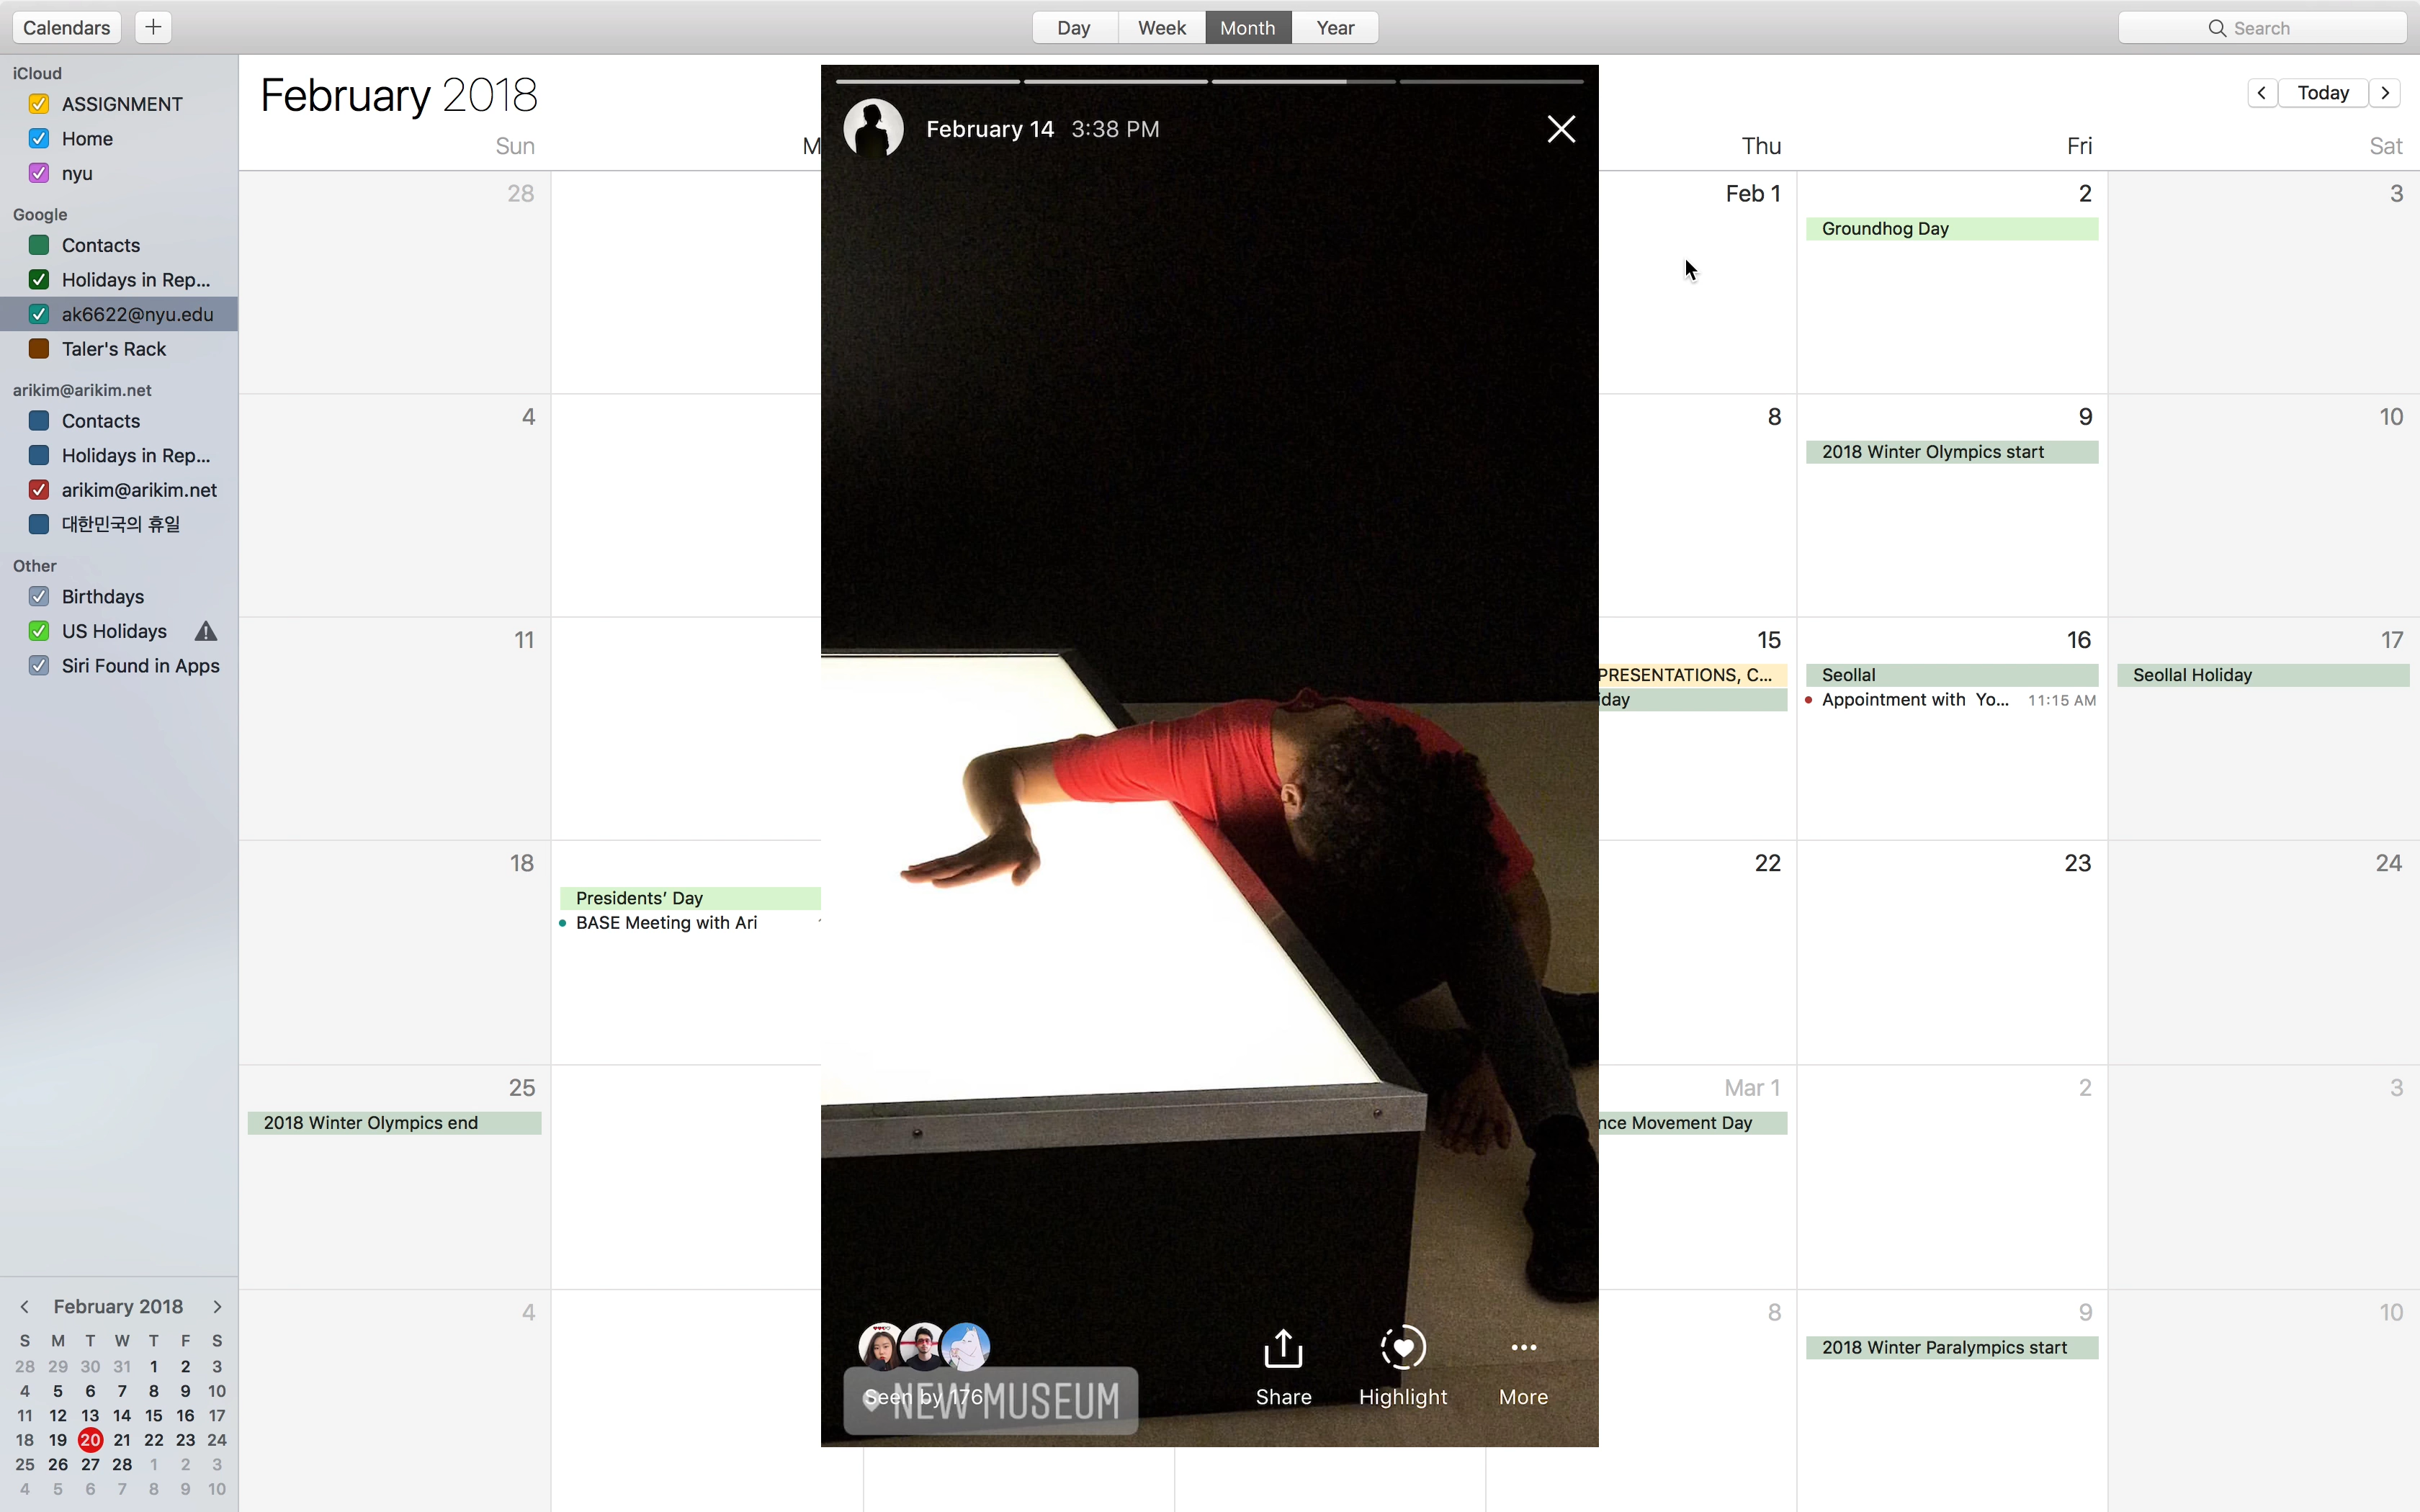 Calendars
+
Day
Week
Month
Year
Search
iCloud
ASSIGNMENT
Home
nyu
Google
Contacts
Holidays in Rep...
ak6622@nyu.edu
Taler's Rack
arikim@arikim.net
Contacts
Holidays in Rep...
arikim@arikim.net
대한민국의 휴일
Other
Birthdays
US Holidays
Siri Found in Apps
February 2018
S M T W T F S
28 29 30 31 1 2 3
4 5 6 7 8 9 10
11 12 13 14 15 16 17
18 19 20 21 22 23 24
25 26 27 28 1 2 3
4 5 6 7 8 9 10
February 2018
Today
Sun
M
Thu
Fri
Sat
28
Feb 1
2
Groundhog Day
3
4
8
9
2018 Winter Olympics start
10
11
15
PRESENTATIONS, C...
iday
16
Seollal
Appointment with Yo... 11:15 AM
17
Seollal Holiday
18
Presidents' Day
BASE Meeting with Ari
22
23
24
25
2018 Winter Olympics end
Mar 1
nce Movement Day
2
3
4
8
9
2018 Winter Paralympics start
10
February 14 3:38 PM
Seen by 176
NEW MUSEUM
Share
Highlight
More